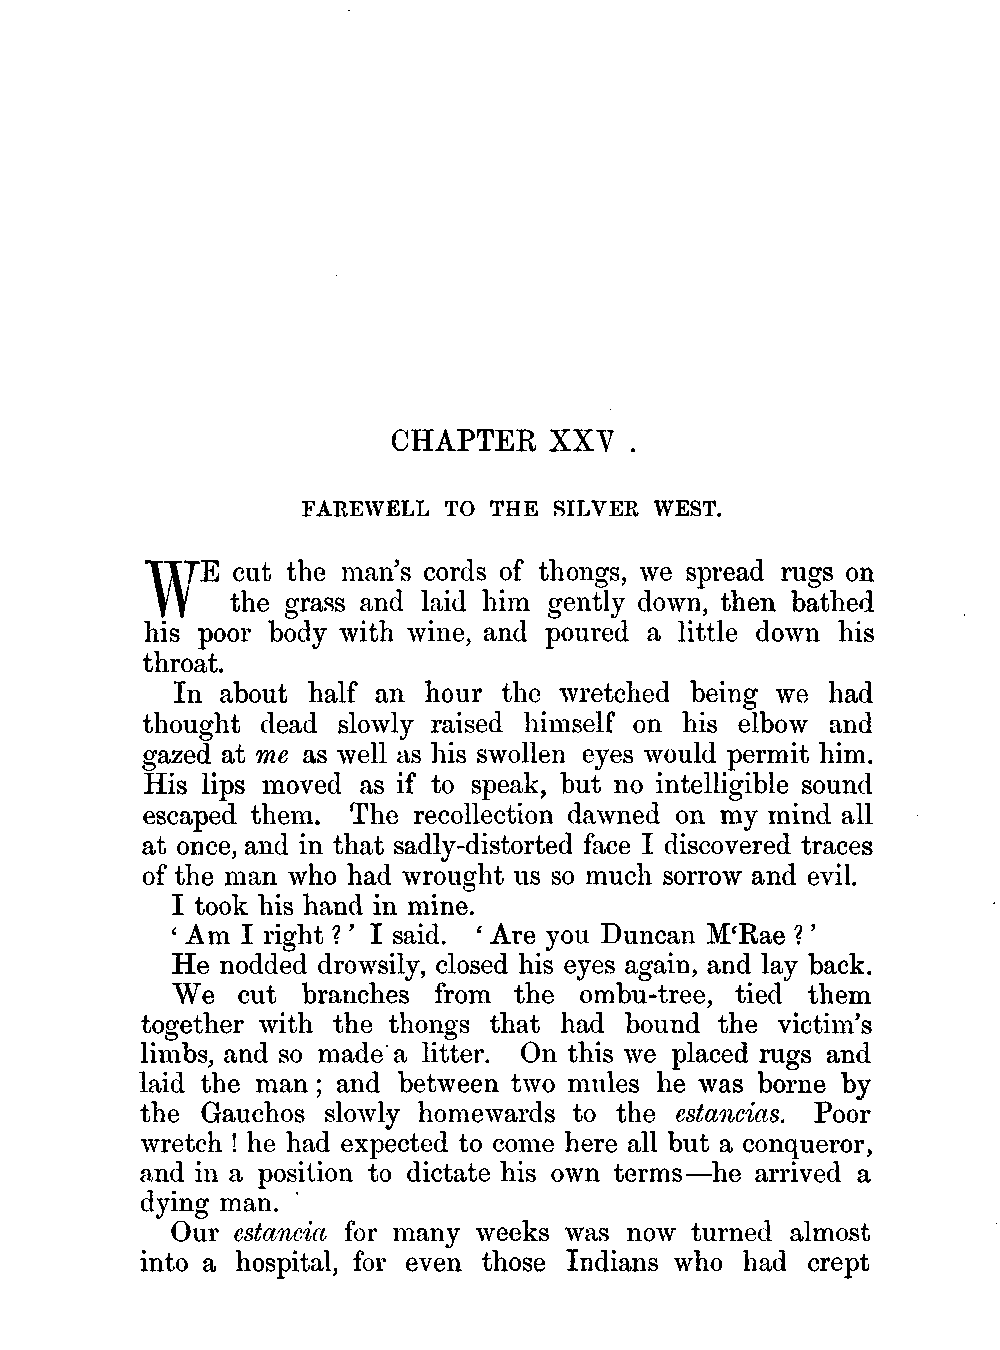 CHAPTER XXV .
FAREWELL TO THE SILVER WEST.
WE cut the man's cords of thongs, we spread rugs on
the grass and laid him gently down, then bathed
his poor body with wine, and poured a little down his
throat.
In about half an hour the wretched being we had
thought dead slowly raised himself on his elbow and
gazed at me as well as his swollen eyes would permit him.
His lips moved as if to speak, but no intelligible sound
escaped them. The recollection dawned on my mind all
at once, and in that sadly-distorted face I discovered traces
of the man who had wrought us so much sorrow and evil.
I took his hand in mine.
‘ Am I right ? ’ I said. ‘ Are you Duncan M‘Rae ? ’
He nodded drowsily, closed his eyes again, and lay back.
We cut branches from the ombu-tree, tied them
together with the thongs that had bound the victim's
limbs, and so made a litter. On this we placed rugs and
laid the man ; and between two mules he was borne by
the Gauchos slowly homewards to the estancias. Poor
wretch ! he had expected to come here all but a conqueror,
and in a position to dictate his own terms—he arrived a
dying man.
Our estancia for many weeks was now turned almost
into a hospital, for even those Indians who had crept